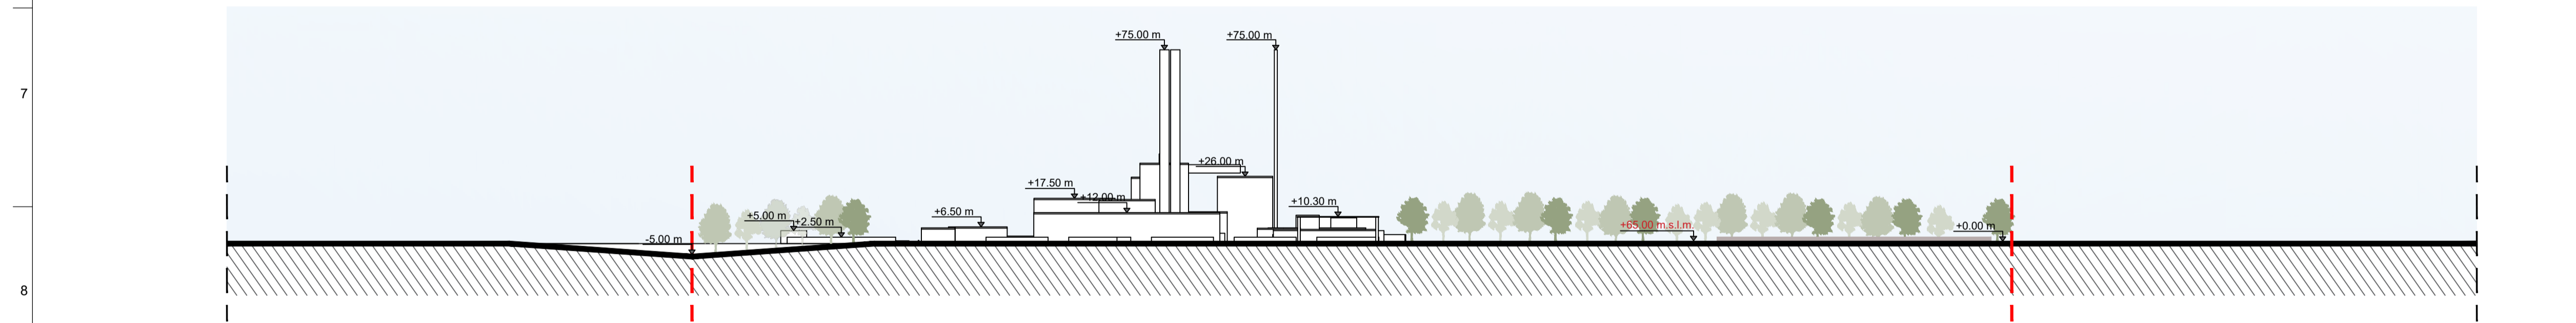 +75.00 m
+75.00 m
7
+26.00 m
+17.50 m
+12.00 m
+10.30 m
+6.50 m
+5.00 m
+2.50 m
+65.00 m.s.l.m.
+0.00 m
-5.00 m
8